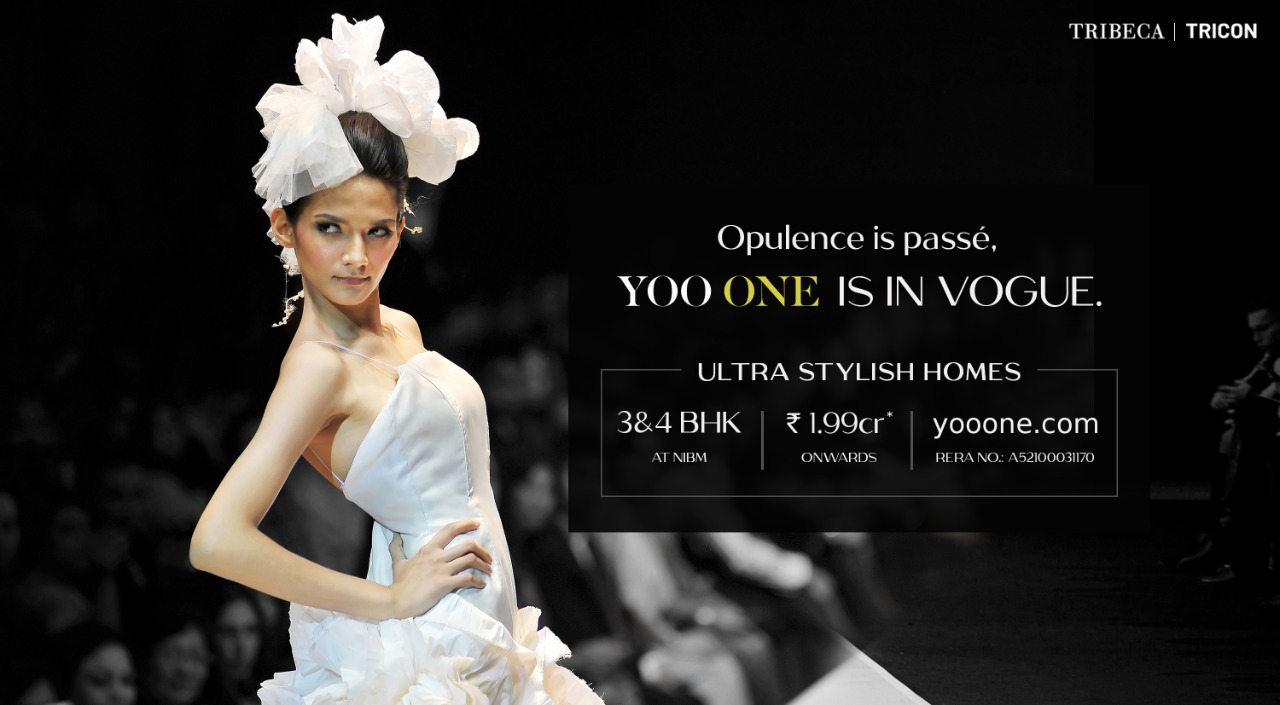 TRIBECA | TRICON
Opulence is passé,
YOO ONE IS IN VOGUE.
ULTRA STYLISH HOMES
3&4 BHK
AT NIBM
₹ 1.99cr*
ONWARDS
yooone.com
RERA NO.: A52100031170